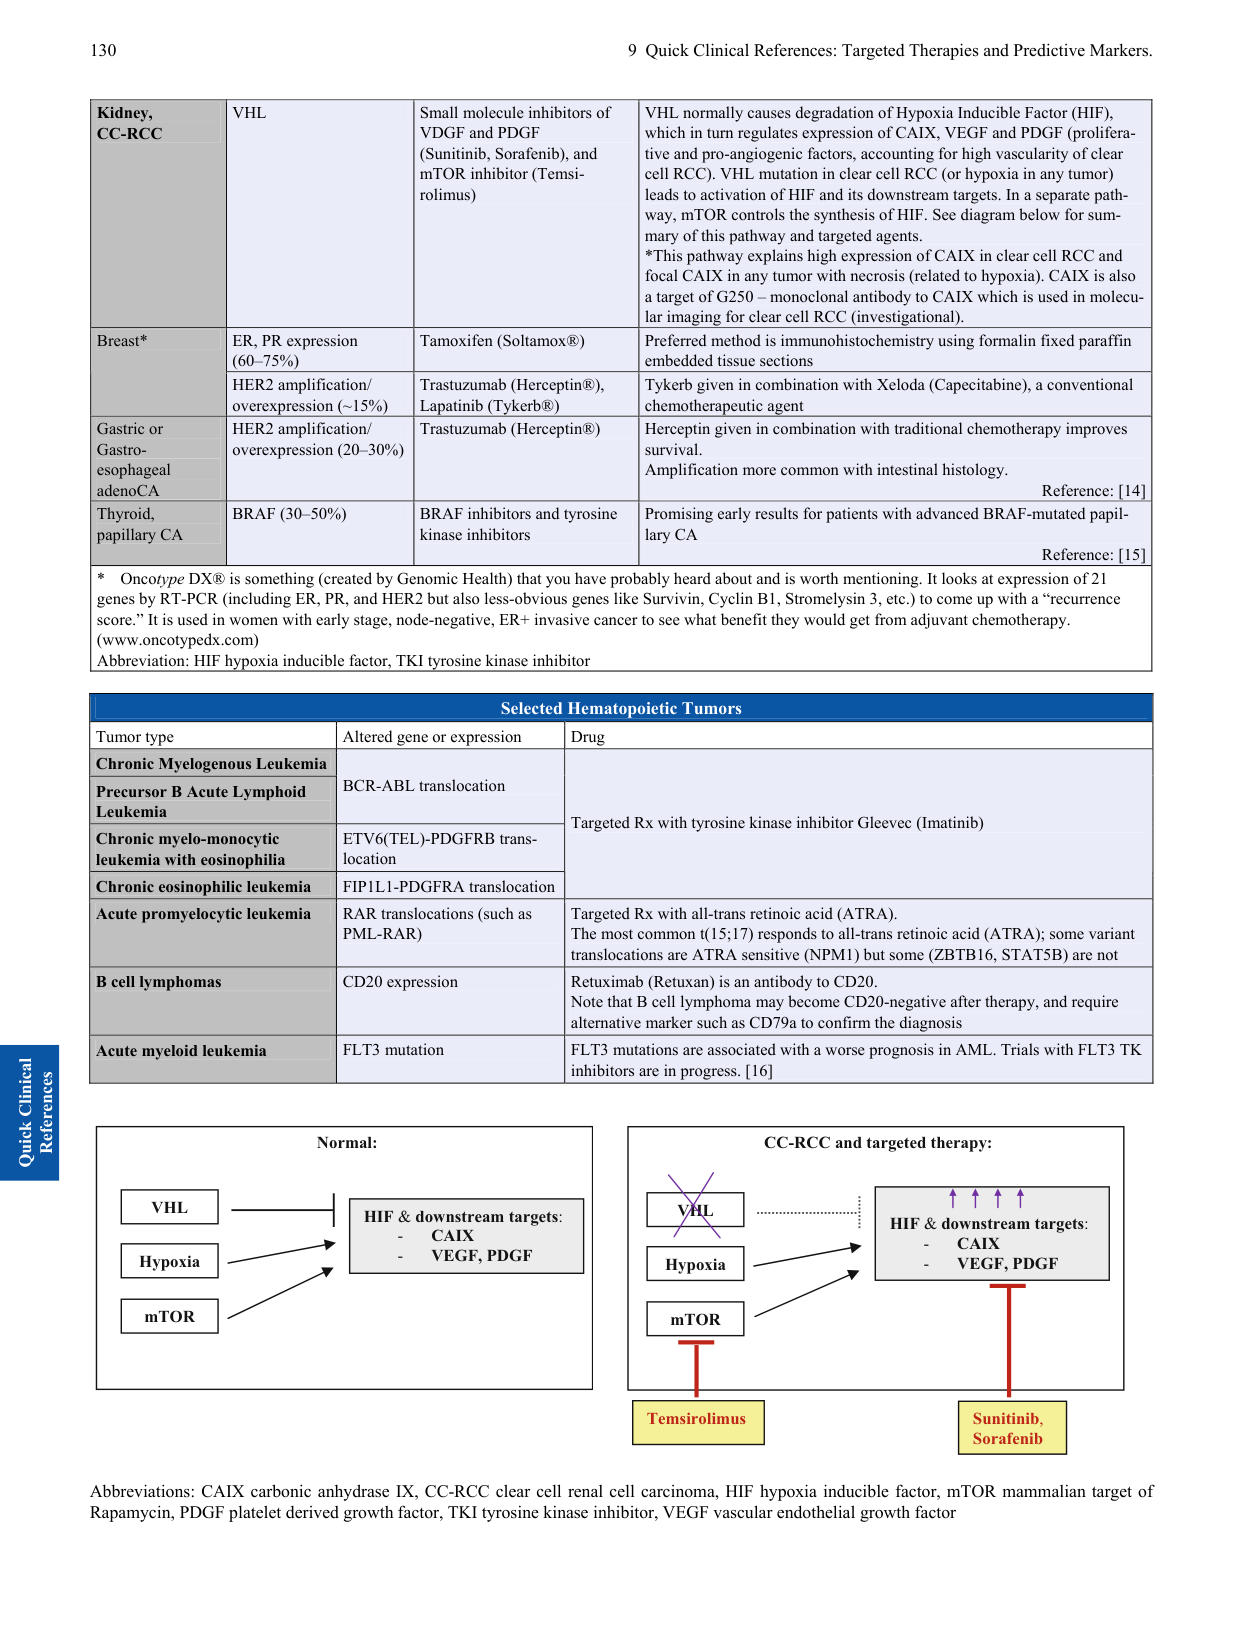 130
9 Quick Clinical References: Targeted Therapies and Predictive Markers.
Kidney,
CC-RCC
VHL
Small molecule inhibitors of
VDGF and PDGF
(Sunitinib, Sorafenib), and
mTOR inhibitor (Temsi-
rolimus)
VHL normally causes degradation of Hypoxia Inducible Factor (HIF),
which in turn regulates expression of CAIX, VEGF and PDGF (prolifera-
tive and pro-angiogenic factors, accounting for high vascularity of clear
cell RCC). VHL mutation in clear cell RCC (or hypoxia in any tumor)
leads to activation of HIF and its downstream targets. In a separate path-
way, mTOR controls the synthesis of HIF. See diagram below for sum-
mary of this pathway and targeted agents.
*This pathway explains high expression of CAIX in clear cell RCC and
focal CAIX in any tumor with necrosis (related to hypoxia). CAIX is also
a target of G250 – monoclonal antibody to CAIX which is used in molecu-
lar imaging for clear cell RCC (investigational).
Breast*
ER, PR expression
(60–75%)
Tamoxifen (Soltamox®)
Preferred method is immunohistochemistry using formalin fixed paraffin
embedded tissue sections
HER2 amplification/
overexpression (~15%)
Trastuzumab (Herceptin®),
Lapatinib (Tykerb®)
Tykerb given in combination with Xeloda (Capecitabine), a conventional
chemotherapeutic agent
Gastric or
Gastro-
esophageal
adenoCA
HER2 amplification/
overexpression (20–30%)
Trastuzumab (Herceptin®)
Herceptin given in combination with traditional chemotherapy improves
survival.
Amplification more common with intestinal histology.
Reference: [14]
Thyroid,
papillary CA
BRAF (30–50%)
BRAF inhibitors and tyrosine
kinase inhibitors
Promising early results for patients with advanced BRAF-mutated papil-
lary CA
Reference: [15]
* Oncotype DX® is something (created by Genomic Health) that you have probably heard about and is worth mentioning. It looks at expression of 21
genes by RT-PCR (including ER, PR, and HER2 but also less-obvious genes like Survivin, Cyclin B1, Stromelysin 3, etc.) to come up with a “recurrence
score.” It is used in women with early stage, node-negative, ER+ invasive cancer to see what benefit they would get from adjuvant chemotherapy.
(www.oncotypedx.com)
Abbreviation: HIF hypoxia inducible factor, TKI tyrosine kinase inhibitor
Selected Hematopoietic Tumors
Tumor type
Altered gene or expression
Drug
Chronic Myelogenous Leukemia
BCR-ABL translocation
Targeted Rx with tyrosine kinase inhibitor Gleevec (Imatinib)
Precursor B Acute Lymphoid
Leukemia
Chronic myelo-monocytic
leukemia with eosinophilia
ETV6(TEL)-PDGFRB trans-
location
Chronic eosinophilic leukemia
FIP1L1-PDGFRA translocation
Acute promyelocytic leukemia
RAR translocations (such as
PML-RAR)
Targeted Rx with all-trans retinoic acid (ATRA).
The most common t(15;17) responds to all-trans retinoic acid (ATRA); some variant
translocations are ATRA sensitive (NPM1) but some (ZBTB16, STAT5B) are not
B cell lymphomas
CD20 expression
Retuximab (Retuxan) is an antibody to CD20.
Note that B cell lymphoma may become CD20-negative after therapy, and require
alternative marker such as CD79a to confirm the diagnosis
Acute myeloid leukemia
FLT3 mutation
FLT3 mutations are associated with a worse prognosis in AML. Trials with FLT3 TK
inhibitors are in progress. [16]
Quick Clinical
References
Normal:
VHL
Hypoxia
mTOR
HIF & downstream targets:
- CAIX
- VEGF, PDGF
CC-RCC and targeted therapy:
VHL
Hypoxia
mTOR
HIF & downstream targets:
- CAIX
- VEGF, PDGF
Temsirolimus
Sunitinib,
Sorafenib
Abbreviations: CAIX carbonic anhydrase IX, CC-RCC clear cell renal cell carcinoma, HIF hypoxia inducible factor, mTOR mammalian target of
Rapamycin, PDGF platelet derived growth factor, TKI tyrosine kinase inhibitor, VEGF vascular endothelial growth factor